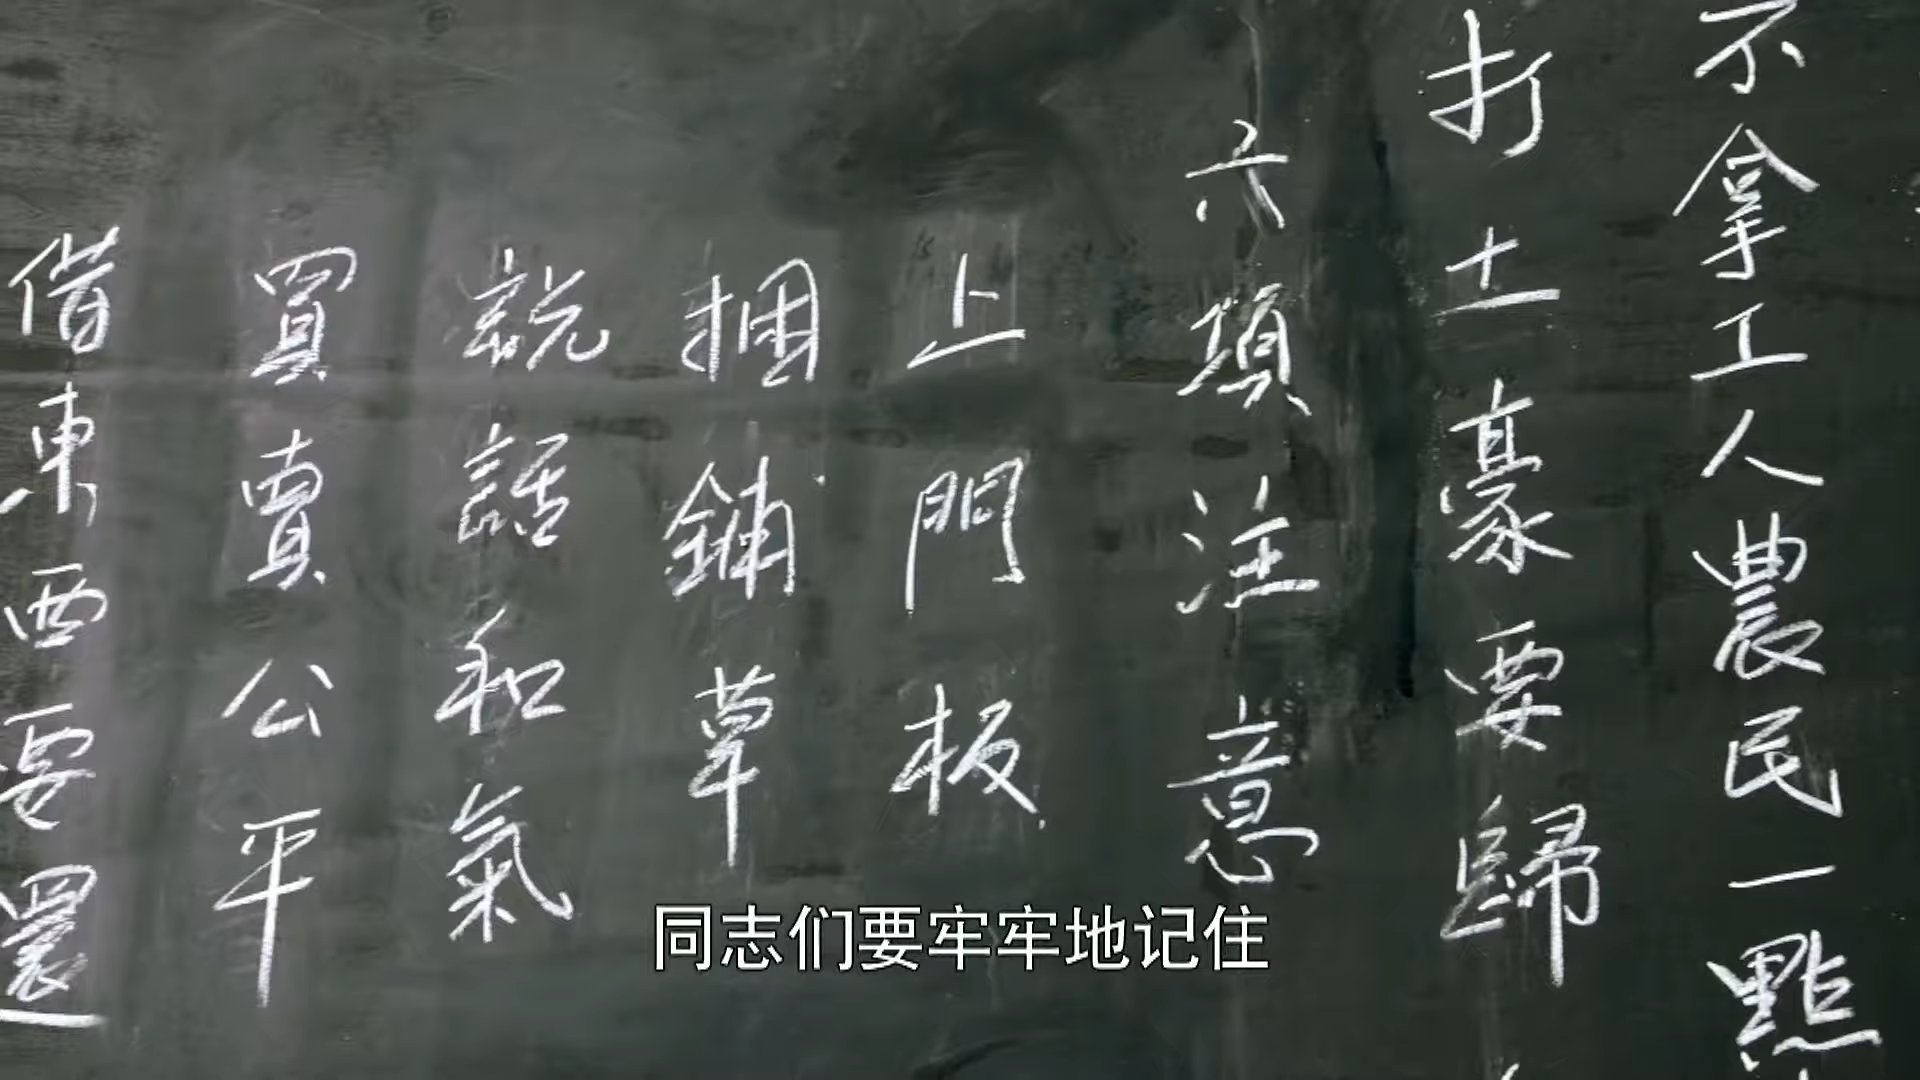 不拿工人農民一點
打土豪要歸
六項注意
上門板
捆鋪草
説話和氣
買賣公平
借東西要還
同志们要牢牢地记住